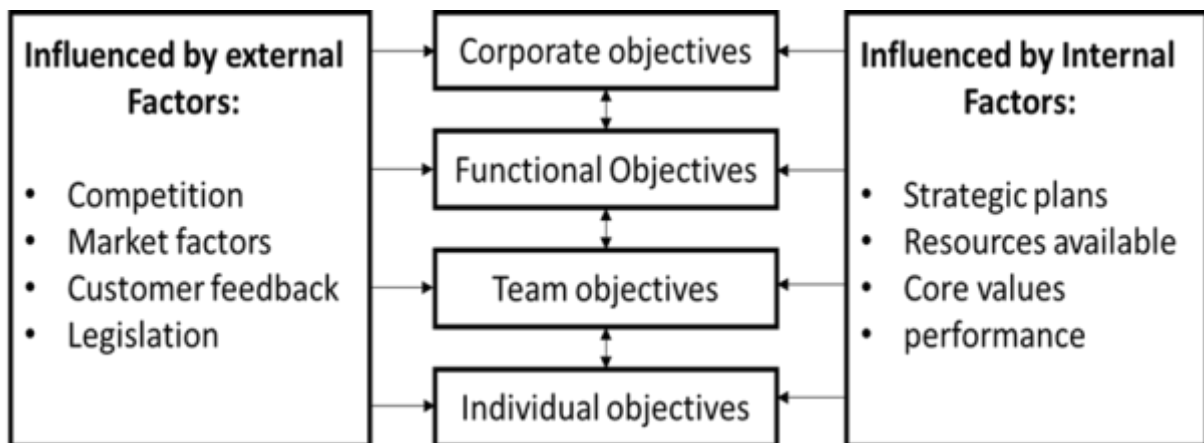 Influenced by external
Factors:
• Competition
• Market factors
• Customer feedback
• Legislation
Corporate objectives
Functional Objectives
Team objectives
Individual objectives
Influenced by Internal
Factors:
• Strategic plans
• Resources available
• Core values
• performance